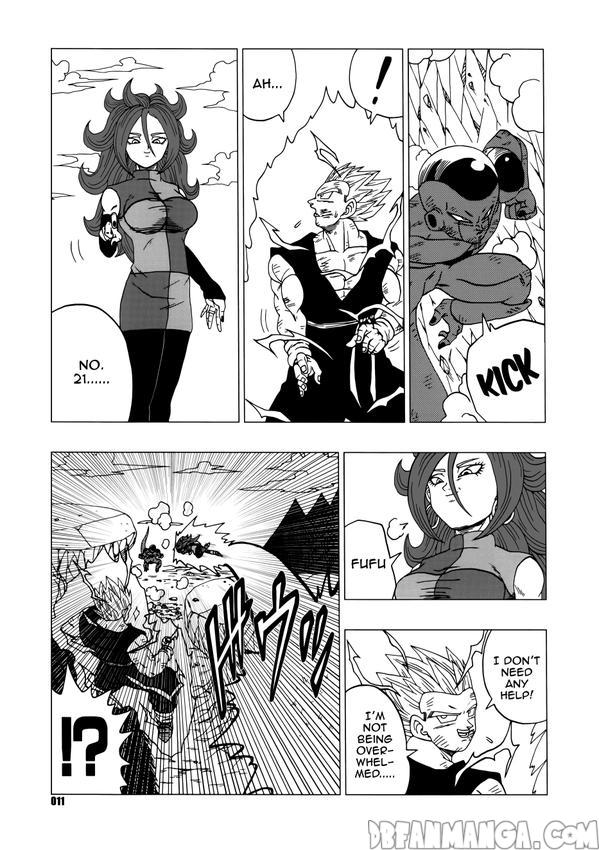 KICK
!
AH...
NO.
21......
FUFU
I DON'T
NEED
ANY
HELP!
I'M
NOT
BEING
OVER-
WHEL-
MED.....
!?
011
DBFANMANGA.COM